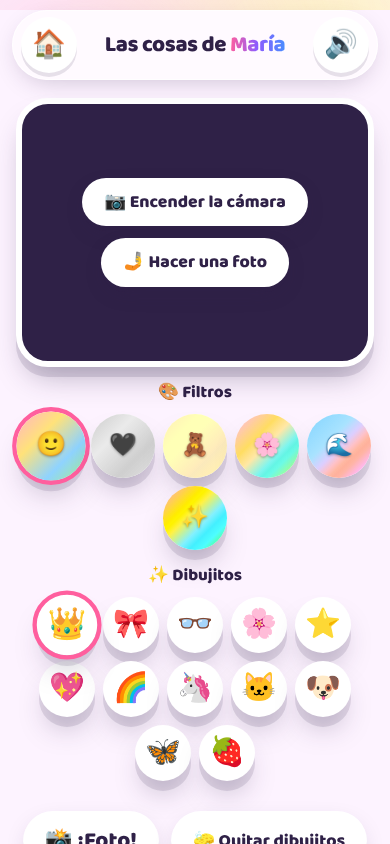 Las cosas de María
Encender la cámara
Hacer una foto
Filtros
Dibujitos
¡Foto!
Quitar dibujitos